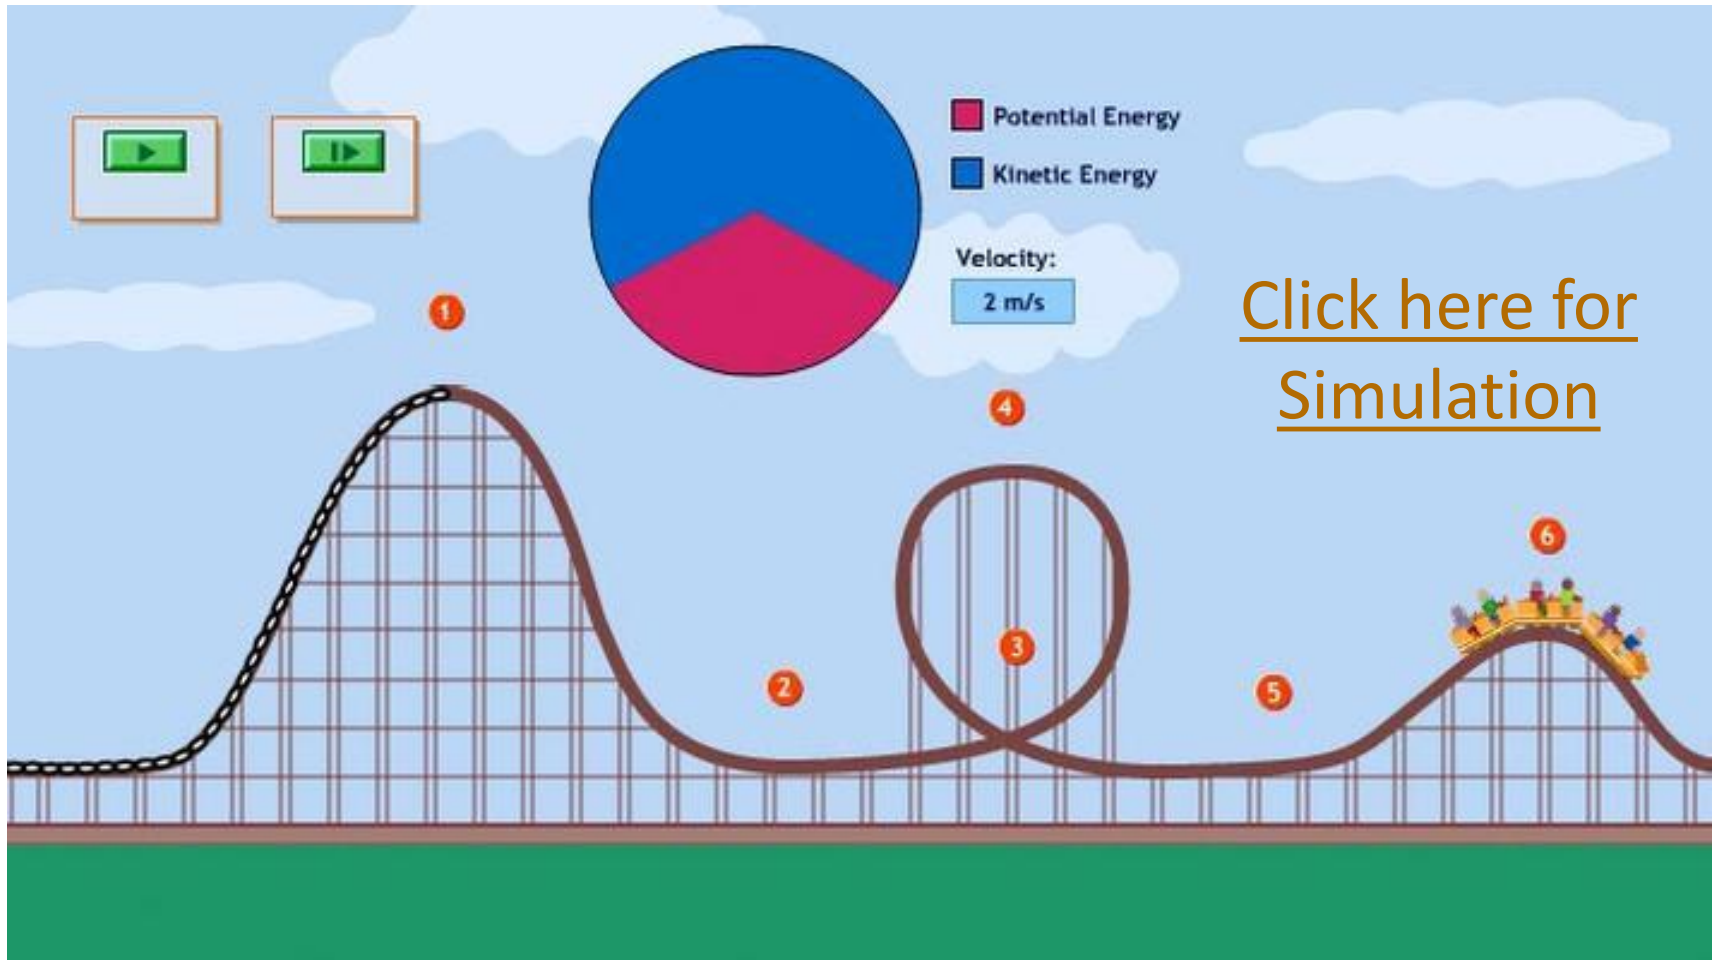 Potential Energy
Kinetic Energy
Velocity:
2 m/s
Click here for
Simulation
1
4
6
3
2
5